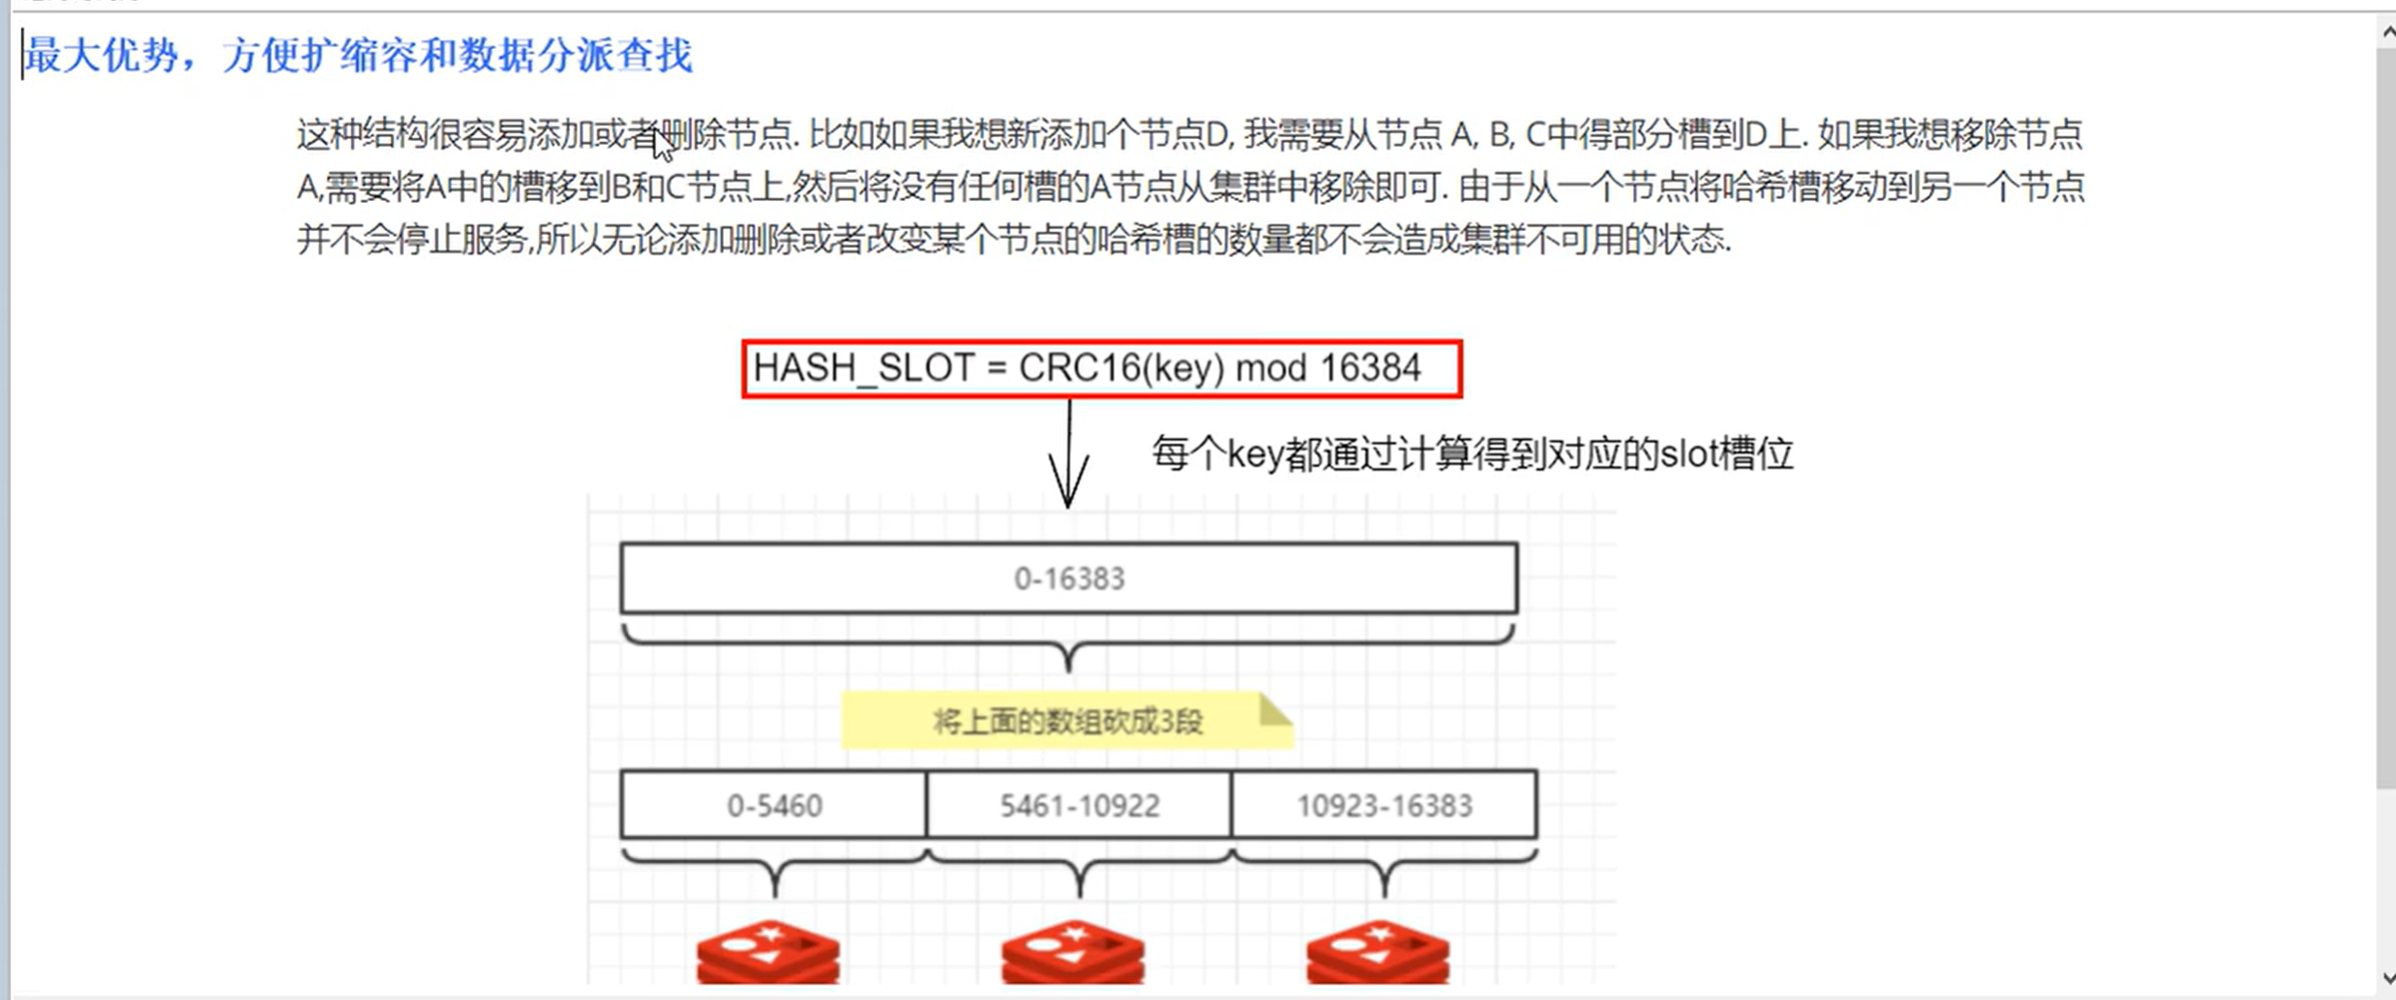 最大优势，方便扩缩容和数据分派查找
这种结构很容易添加或者删除节点. 比如如果我想新添加个节点D, 我需要从节点 A, B, C中得部分槽到D上. 如果我想移除节点
A,需要将A中的槽移到B和C节点上,然后将没有任何槽的A节点从集群中移除即可. 由于从一个节点将哈希槽移动到另一个节点
并不会停止服务,所以无论添加删除或者改变某个节点的哈希槽的数量都不会造成集群不可用的状态.
HASH_SLOT = CRC16(key) mod 16384
每个key都通过计算得到对应的slot槽位
0-16383
将上面的数组砍成3段
0-5460
5461-10922
10923-16383